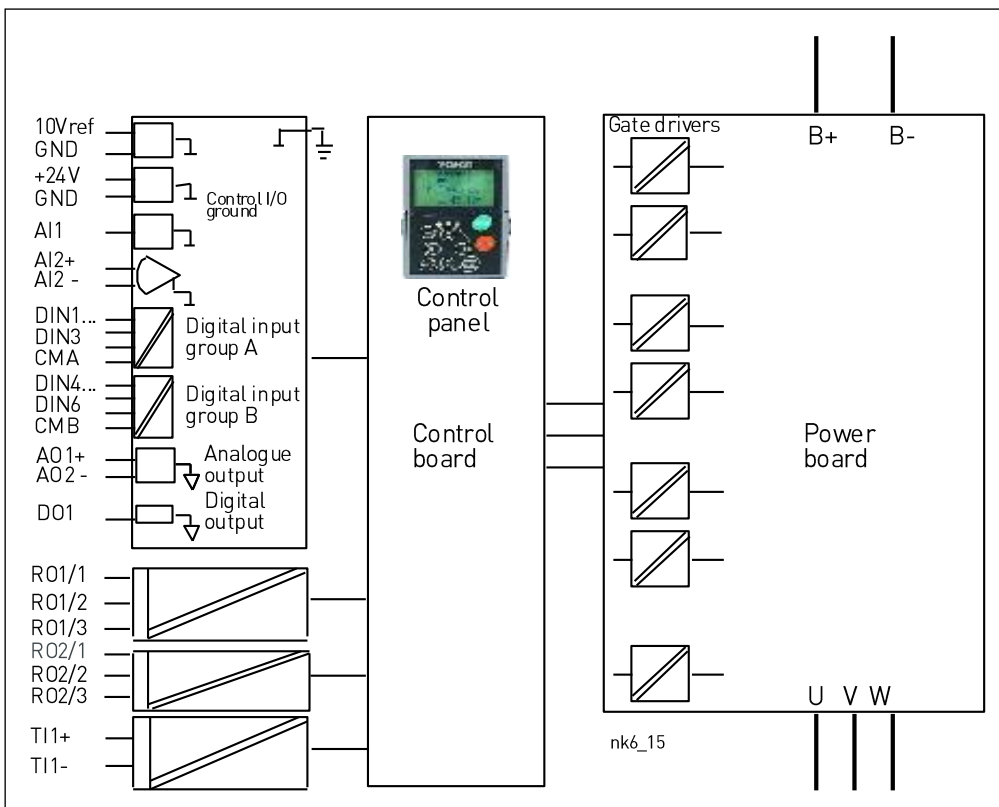 10Vref
GND
+24V
GND
AI1
AI2+
AI2 -
DIN1...
DIN3
CMA
DIN4...
DIN6
CMB
AO1+
AO2 -
DO1
RO1/1
RO1/2
RO1/3
RO2/1
RO2/2
RO2/3
TI1+
TI1-
Control I/O
ground
Digital input
group A
Digital input
group B
Analogue
output
Digital
output
Control
panel
Control
board
Gate drivers
B+ B-
Power
board
U V W
nk6_15